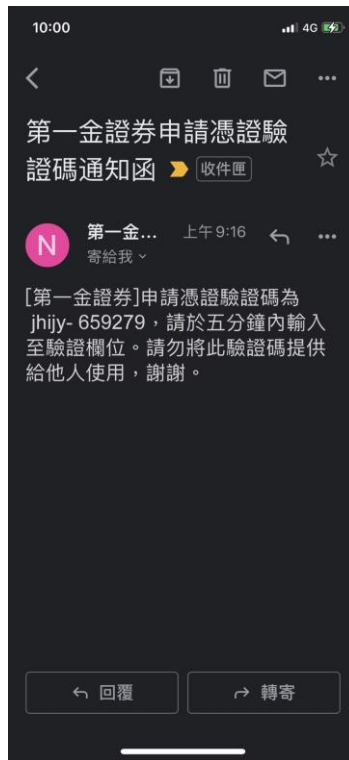 10:00
4G
第一金證券申請憑證驗
證碼通知函 收件匣
N
第一金... 上午 9:16
寄給我
[第一金證券]申請憑證驗證碼為
jhijy- 659279，請於五分鐘內輸入
至驗證欄位。請勿將此驗證碼提供
給他人使用，謝謝。
回覆
轉寄